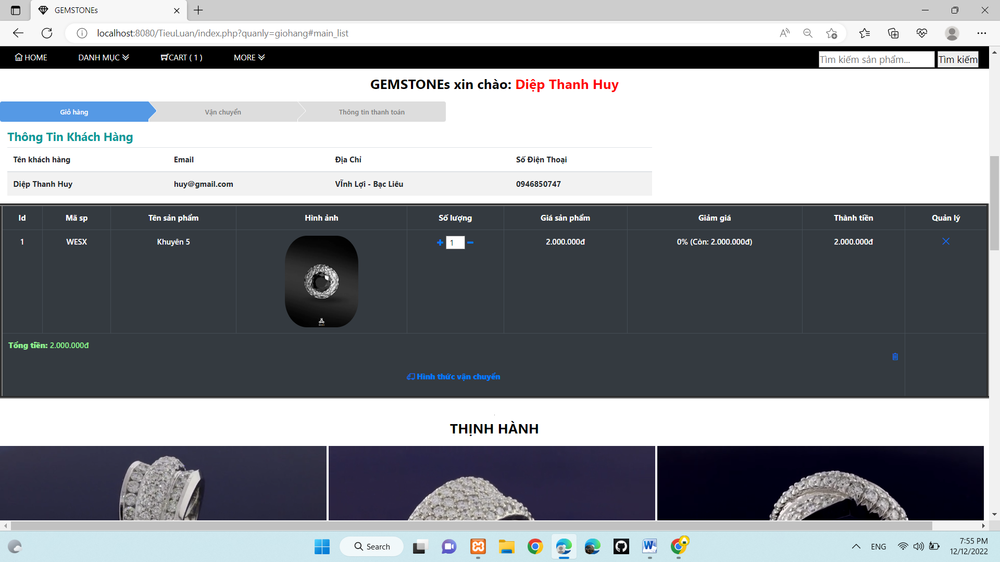 GEMSTONEs
localhost:8080/TieuLuan/index.php?quanly=giohang#main_list
HOME DANH MỤC CART ( 1 ) MORE Tìm kiếm sản phẩm... Tìm kiếm
GEMSTONEs xin chào: Diệp Thanh Huy
Giỏ hàng Vận chuyển Thông tin thanh toán
Thông Tin Khách Hàng
Tên khách hàng Email Địa Chỉ Số Điện Thoại
Diệp Thanh Huy huy@gmail.com VĨnh Lợi - Bạc Liêu 0946850747
Id Mã sp Tên sản phẩm Hình ảnh Số lượng Giá sản phẩm Giảm giá Thành tiền Quản lý
1 WESX Khuyên 5 1 2.000.000đ 0% (Còn: 2.000.000đ) 2.000.000đ
Tổng tiền: 2.000.000đ
Hình thức vận chuyển
THỊNH HÀNH
Search
ENG
7:55 PM
12/12/2022